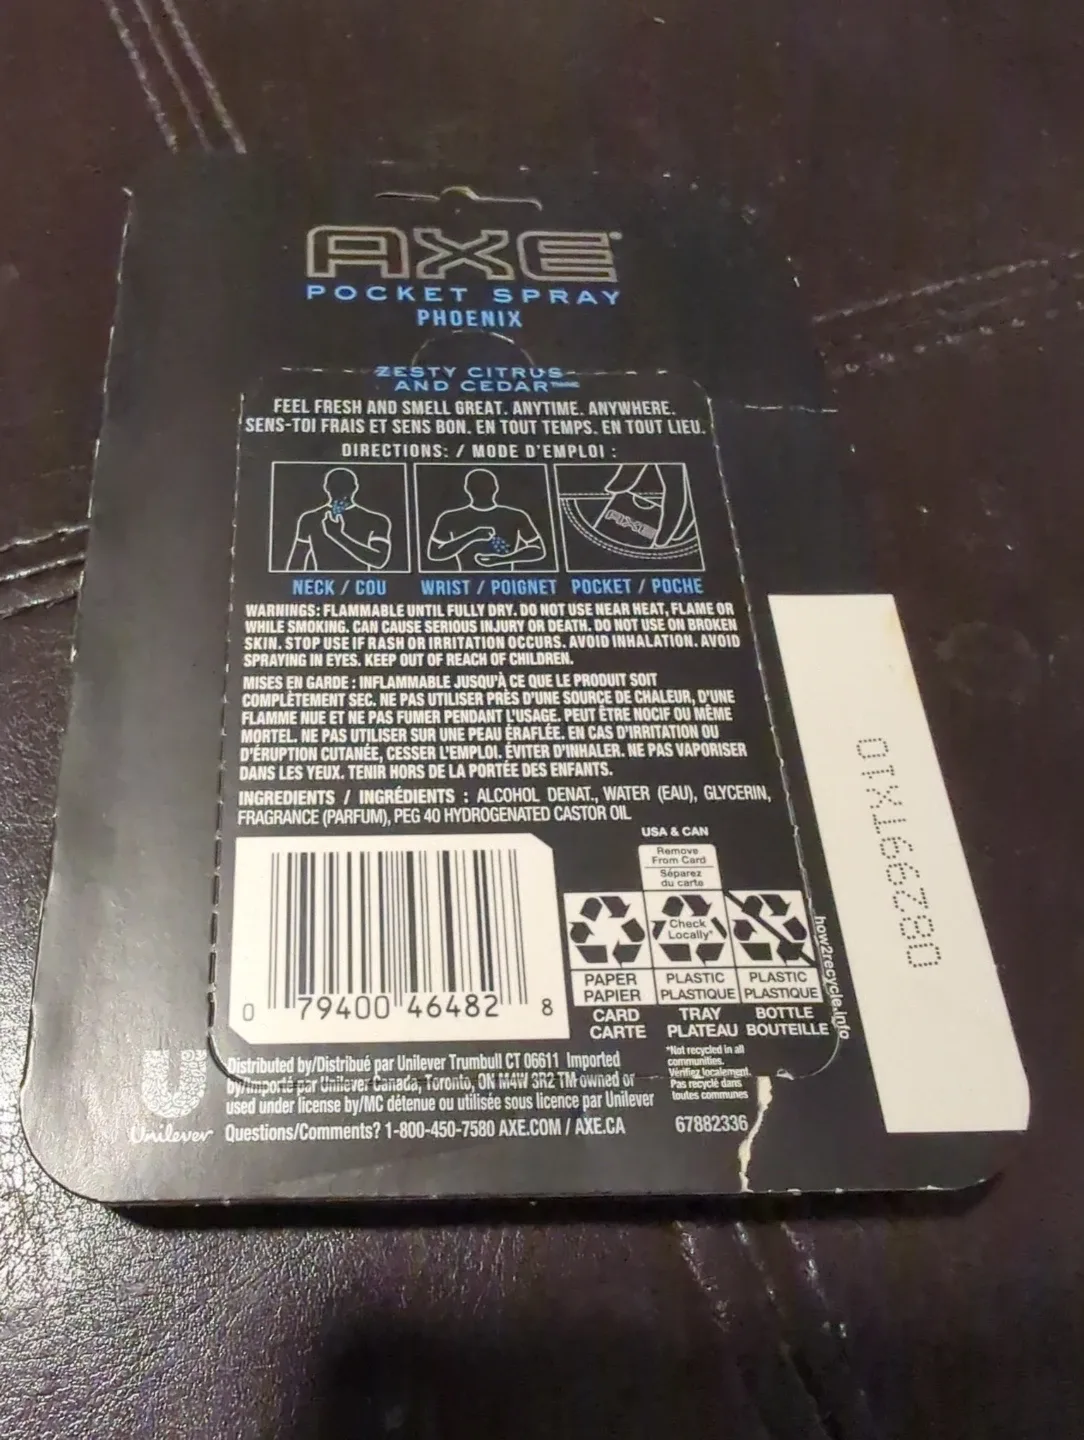 AXE
POCKET SPRAY
PHOENIX
ZESTY CITRUS
AND CEDAR
FEEL FRESH AND SMELL GREAT. ANYTIME. ANYWHERE.
SENS-TOI FRAIS ET SENS BON. EN TOUT TEMPS. EN TOUT LIEU.
DIRECTIONS: / MODE D'EMPLOI :
AXE
NECK / COU WRIST / POIGNET POCKET / POCHE
WARNINGS: FLAMMABLE UNTIL FULLY DRY. DO NOT USE NEAR HEAT, FLAME OR
WHILE SMOKING. CAN CAUSE SERIOUS INJURY OR DEATH. DO NOT USE ON BROKEN
SKIN. STOP USE IF RASH OR IRRITATION OCCURS. AVOID INHALATION. AVOID
SPRAYING IN EYES. KEEP OUT OF REACH OF CHILDREN.
MISES EN GARDE : INFLAMMABLE JUSQU'À CE QUE LE PRODUIT SOIT
COMPLÈTEMENT SEC. NE PAS UTILISER PRÈS D'UNE SOURCE DE CHALEUR, D'UNE
FLAMME NUE ET NE PAS FUMER PENDANT L'USAGE. PEUT ÊTRE NOCIF OU MÊME
MORTEL. NE PAS UTILISER SUR UNE PEAU ÉRAFLÉE. EN CAS D'IRRITATION OU
D'ÉRUPTION CUTANÉE, CESSER L'EMPLOI. ÉVITER D'INHALER. NE PAS VAPORISER
DANS LES YEUX. TENIR HORS DE LA PORTÉE DES ENFANTS.
INGREDIENTS / INGRÉDIENTS : ALCOHOL DENAT., WATER (EAU), GLYCERIN,
FRAGRANCE (PARFUM), PEG 40 HYDROGENATED CASTOR OIL
USA & CAN
Remove
From Card
Séparez
du carte
Check
Locally*
PAPER PLASTIC PLASTIC
PAPIER PLASTIQUE PLASTIQUE
CARD TRAY BOTTLE
CARTE PLATEAU BOUTEILLE
how2recycle.info
0 79400 46482 8
*Not recycled in all
communities.
Vérifiez localement.
Pas recyclé dans
toutes communes
Distributed by/Distribué par Unilever Trumbull CT 06611 Imported
by/Importé par Unilever Canada, Toronto, ON M4W 3R2 TM owned or
used under license by/MC détenue ou utilisée sous licence par Unilever
Unilever
Questions/Comments? 1-800-450-7580 AXE.COM / AXE.CA
67882336